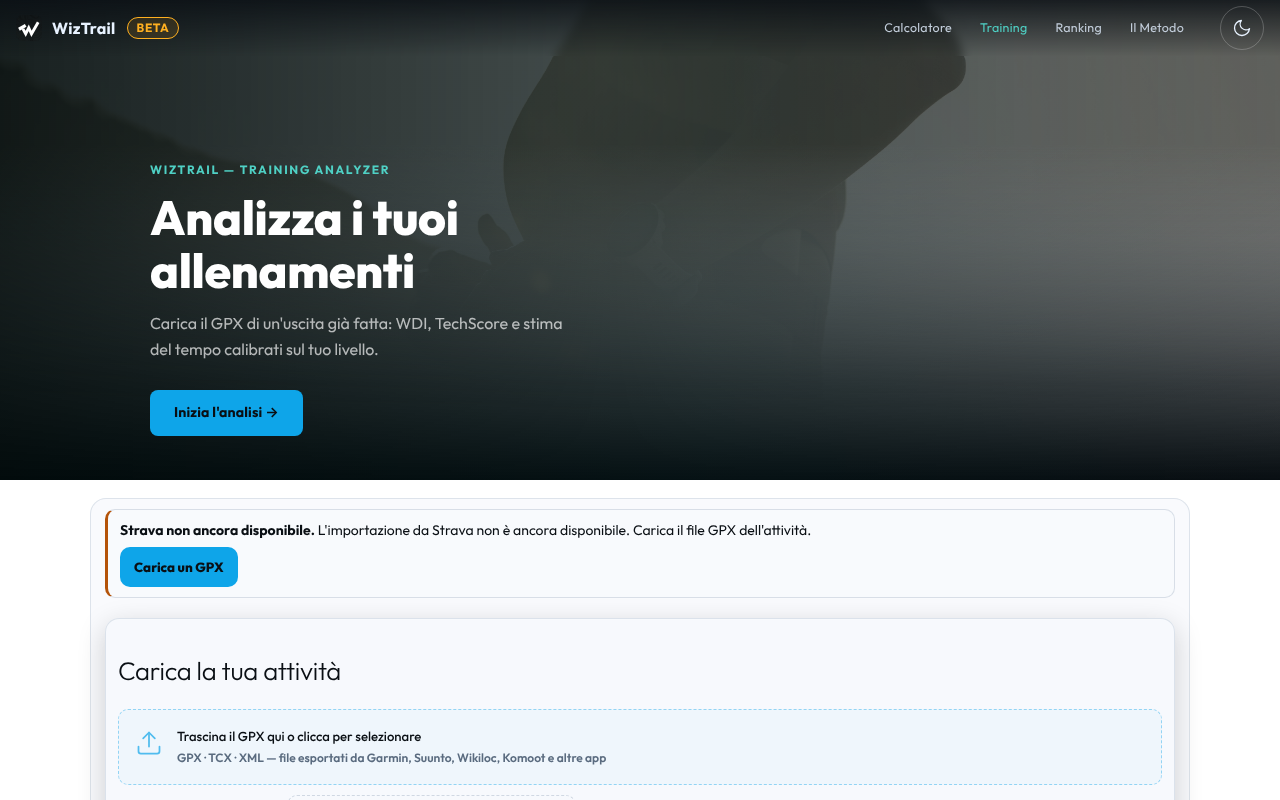 WizTrail BETA Calcolatore Training Ranking Il Metodo
WIZTRAIL — TRAINING ANALYZER
Analizza i tuoi
allenamenti
Carica il GPX di un'uscita già fatta: WDI, TechScore e stima
del tempo calibrati sul tuo livello.
Inizia l'analisi →
Strava non ancora disponibile. L'importazione da Strava non è ancora disponibile. Carica il file GPX dell'attività.
Carica un GPX
Carica la tua attività
Trascina il GPX qui o clicca per selezionare
GPX · TCX · XML — file esportati da Garmin, Suunto, Wikiloc, Komoot e altre app